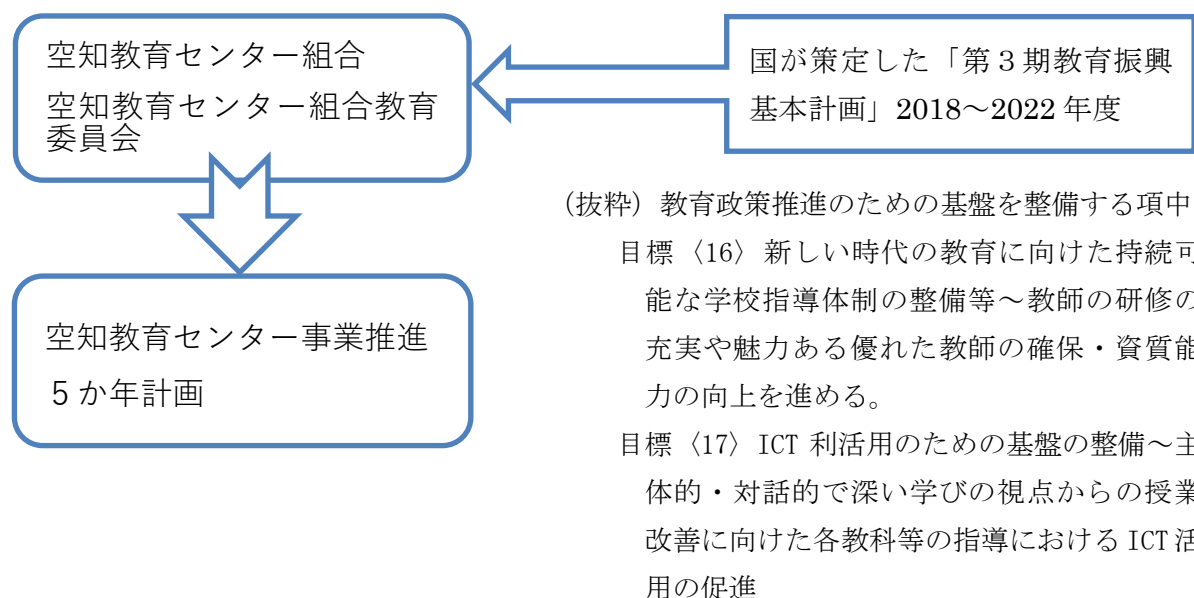 空知教育センター組合
空知教育センター組合教育
委員会
国が策定した「第３期教育振興
基本計画」2018～2022 年度
（抜粋）教育政策推進のための基盤を整備する項中
目標〈16〉新しい時代の教育に向けた持続可
能な学校指導体制の整備等～教師の研修の
充実や魅力ある優れた教師の確保・資質能
力の向上を進める。
目標〈17〉ICT 利活用のための基盤の整備～主
体的・対話的で深い学びの視点からの授業
改善に向けた各教科等の指導における ICT 活
用の促進
空知教育センター事業推進
５か年計画